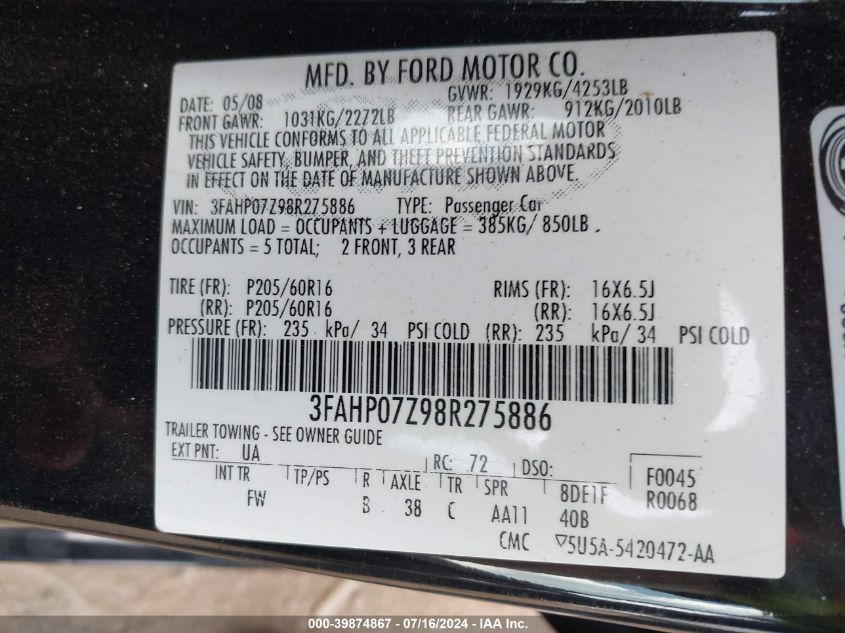 MFD. BY FORD MOTOR CO.
DATE: 05/08 GVWR: 1929KG/4253LB
FRONT GAWR: 1031KG/2272LB REAR GAWR: 912KG/2010LB
THIS VEHICLE CONFORMS TO ALL APPLICABLE FEDERAL MOTOR
VEHICLE SAFETY, BUMPER, AND THEFT PREVENTION STANDARDS
IN EFFECT ON THE DATE OF MANUFACTURE SHOWN ABOVE.
VIN: 3FAHP07Z98R275886 TYPE: Passenger Car
MAXIMUM LOAD = OCCUPANTS + LUGGAGE = 385KG/ 850LB .
OCCUPANTS = 5 TOTAL; 2 FRONT, 3 REAR
TIRE (FR): P205/60R16 RIMS (FR): 16X6.5J
(RR): P205/60R16 (RR): 16X6.5J
PRESSURE (FR): 235 kPa/ 34 PSI COLD (RR): 235 kPa/ 34 PSI COLD
3FAHP07Z98R275886
TRAILER TOWING - SEE OWNER GUIDE
EXT PNT: UA RC: 72 DSO: F0045
INT TR TP/PS R AXLE TR SPR 8DE1F R0068
FW B 38 C AA11 40B
CMC ▽5U5A-5420472-AA
000-39874867 - 07/16/2024 - IAA Inc.